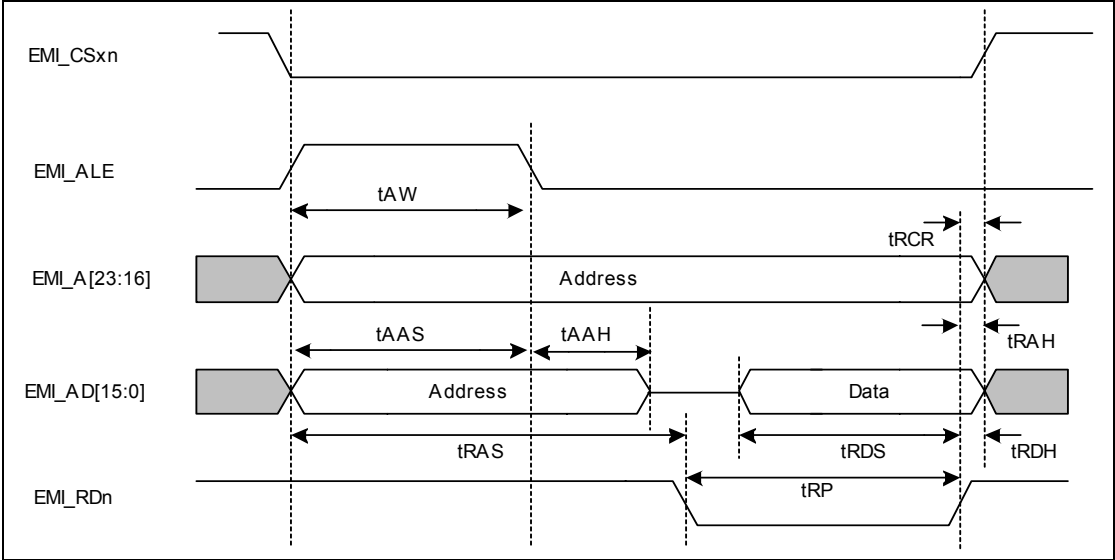 EMI_CSxn
EMI_ALE
tAW
tRCR
EMI_A[23:16]
Address
tAAS
tAAH
tRAH
EMI_AD[15:0]
Address
Data
tRAS
tRDS
tRDH
tRP
EMI_RDn